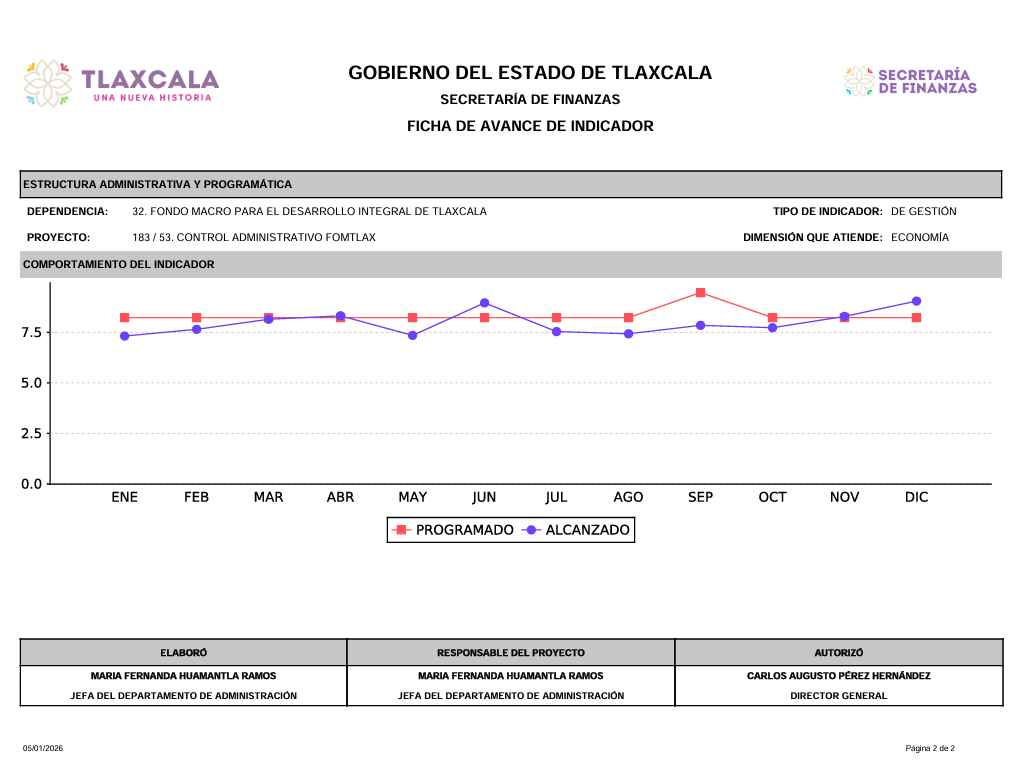 TLAXCALA
UNA NUEVA HISTORIA
GOBIERNO DEL ESTADO DE TLAXCALA
SECRETARÍA DE FINANZAS
FICHA DE AVANCE DE INDICADOR
SECRETARÍA
DE FINANZAS
ESTRUCTURA ADMINISTRATIVA Y PROGRAMÁTICA
DEPENDENCIA: 32. FONDO MACRO PARA EL DESARROLLO INTEGRAL DE TLAXCALA TIPO DE INDICADOR: DE GESTIÓN
PROYECTO: 183 / 53. CONTROL ADMINISTRATIVO FOMTLAX DIMENSIÓN QUE ATIENDE: ECONOMÍA
COMPORTAMIENTO DEL INDICADOR
7.5
5.0
2.5
0.0
ENE FEB MAR ABR MAY JUN JUL AGO SEP OCT NOV DIC
PROGRAMADO ALCANZADO
ELABORÓ RESPONSABLE DEL PROYECTO AUTORIZÓ
MARIA FERNANDA HUAMANTLA RAMOS MARIA FERNANDA HUAMANTLA RAMOS CARLOS AUGUSTO PÉREZ HERNÁNDEZ
JEFA DEL DEPARTAMENTO DE ADMINISTRACIÓN JEFA DEL DEPARTAMENTO DE ADMINISTRACIÓN DIRECTOR GENERAL
05/01/2026 Página 2 de 2